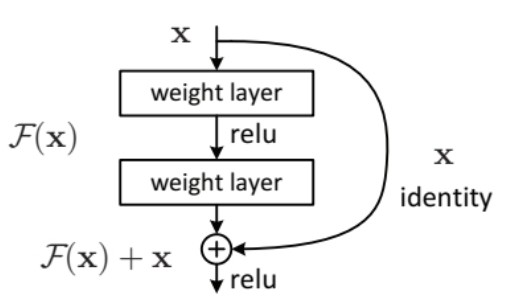 x
weight layer
relu
F(x)
x
weight layer
identity
F(x) + x
relu